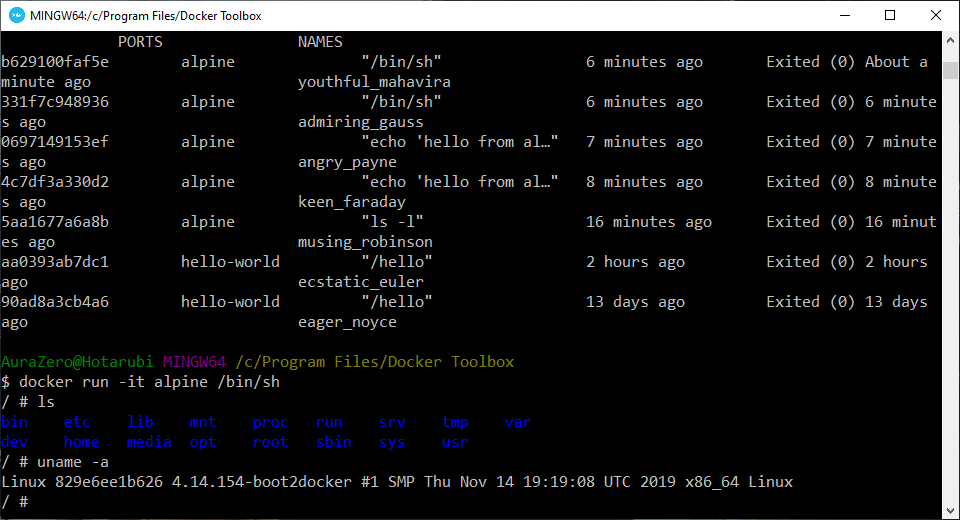 MINGW64:/c/Program Files/Docker Toolbox
PORTS NAMES
b629100faf5e alpine "/bin/sh" 6 minutes ago Exited (0) About a
minute ago youthful_mahavira
331f7c948936 alpine "/bin/sh" 6 minutes ago Exited (0) 6 minute
s ago admiring_gauss
0697149153ef alpine "echo 'hello from al…" 7 minutes ago Exited (0) 7 minute
s ago angry_payne
4c7df3a330d2 alpine "echo 'hello from al…" 8 minutes ago Exited (0) 8 minute
s ago keen_faraday
5aa1677a6a8b alpine "ls -l" 16 minutes ago Exited (0) 16 minut
es ago musing_robinson
aa0393ab7dc1 hello-world "/hello" 2 hours ago Exited (0) 2 hours
ago ecstatic_euler
90ad8a3cb4a6 hello-world "/hello" 13 days ago Exited (0) 13 days
ago eager_noyce
AuraZero@Hotarubi MINGW64 /c/Program Files/Docker Toolbox
$ docker run -it alpine /bin/sh
/ # ls
bin etc lib mnt proc run srv tmp var
dev home media opt root sbin sys usr
/ # uname -a
Linux 829e6ee1b626 4.14.154-boot2docker #1 SMP Thu Nov 14 19:19:08 UTC 2019 x86_64 Linux
/ #